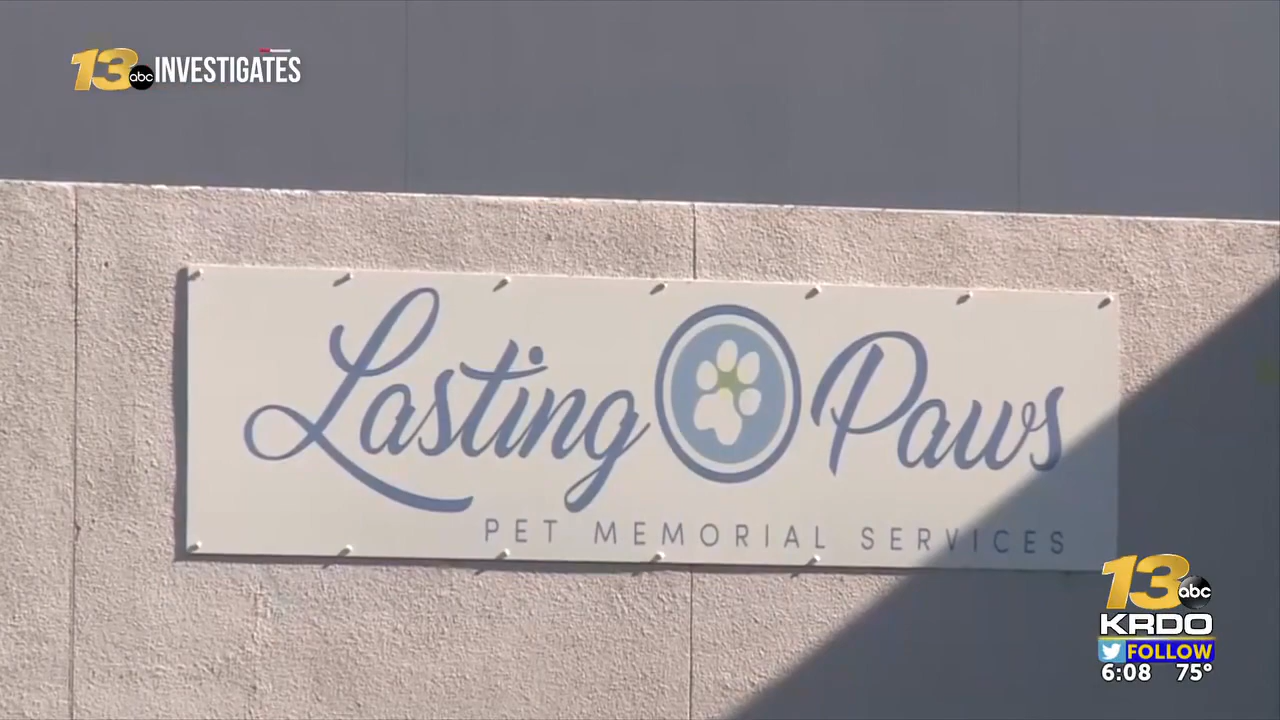 13 abc INVESTIGATES
Lasting Paws
PET MEMORIAL SERVICES
13 abc
KRDO
FOLLOW
6:08 75°